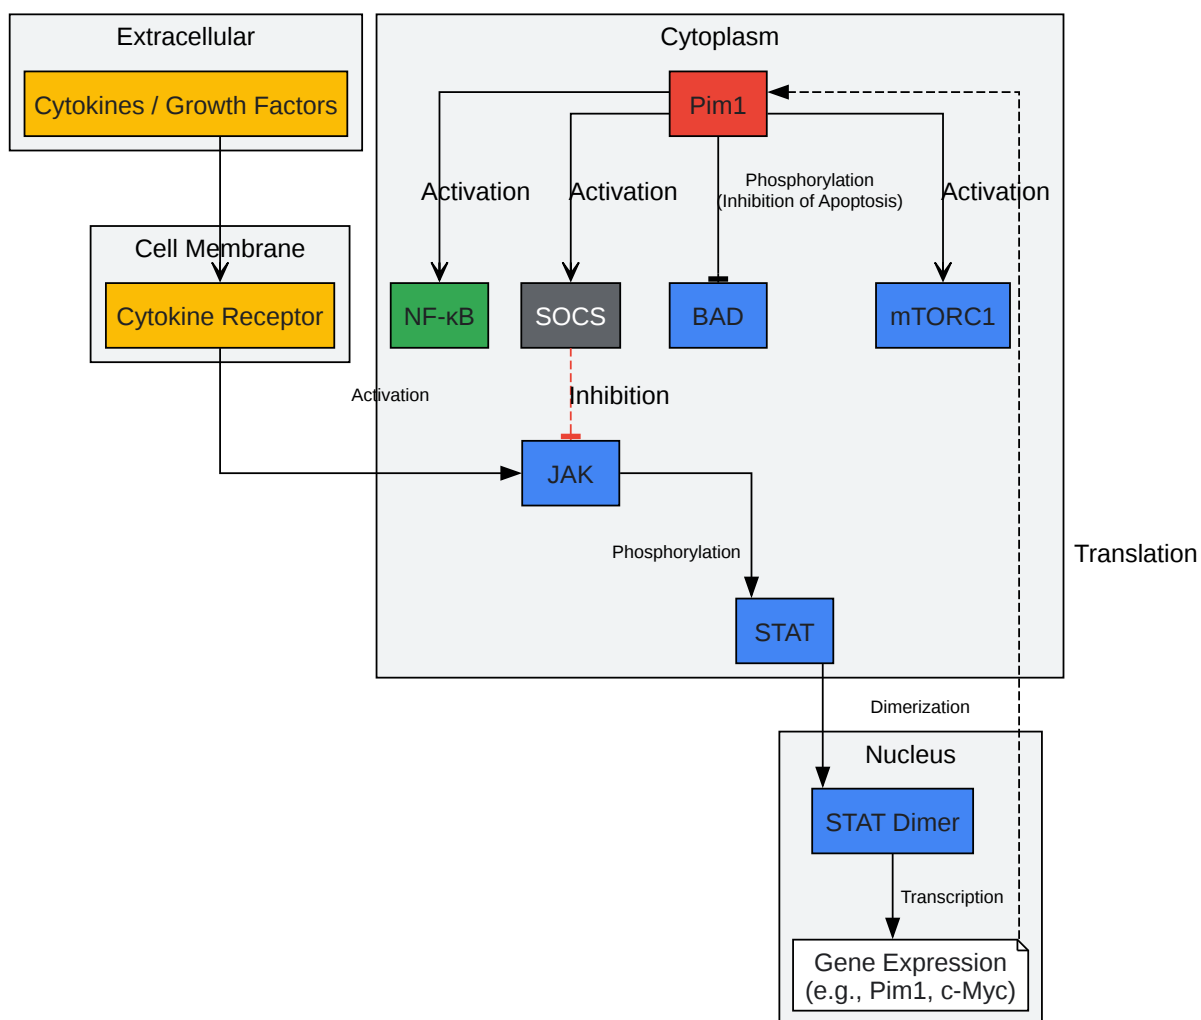 Extracellular
Cytoplasm
Cytokines / Growth Factors
Pim1
Activation
Activation
Phosphorylation
(Inhibition of Apoptosis)
Activation
Cell Membrane
Cytokine Receptor
NF-κB
SOCS
BAD
mTORC1
Activation
Inhibition
JAK
Phosphorylation
Translation
STAT
Dimerization
Nucleus
STAT Dimer
Transcription
Gene Expression
(e.g., Pim1, c-Myc)